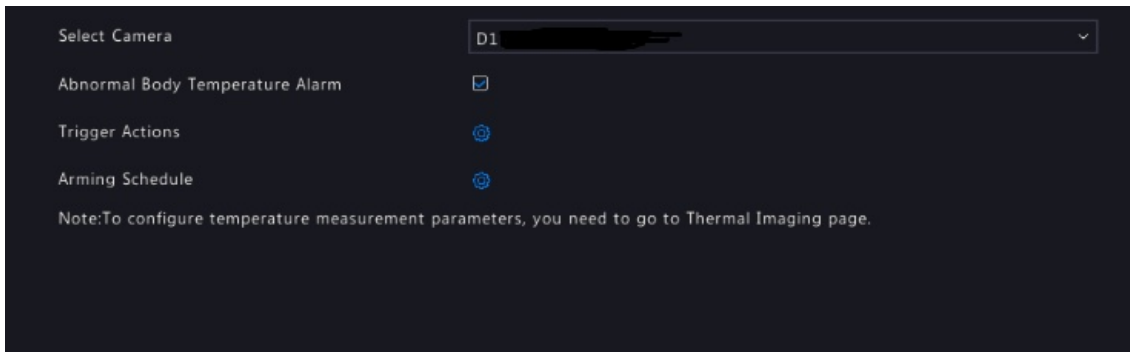 Select Camera D1
Abnormal Body Temperature Alarm
Trigger Actions
Arming Schedule
Note:To configure temperature measurement parameters, you need to go to Thermal Imaging page.